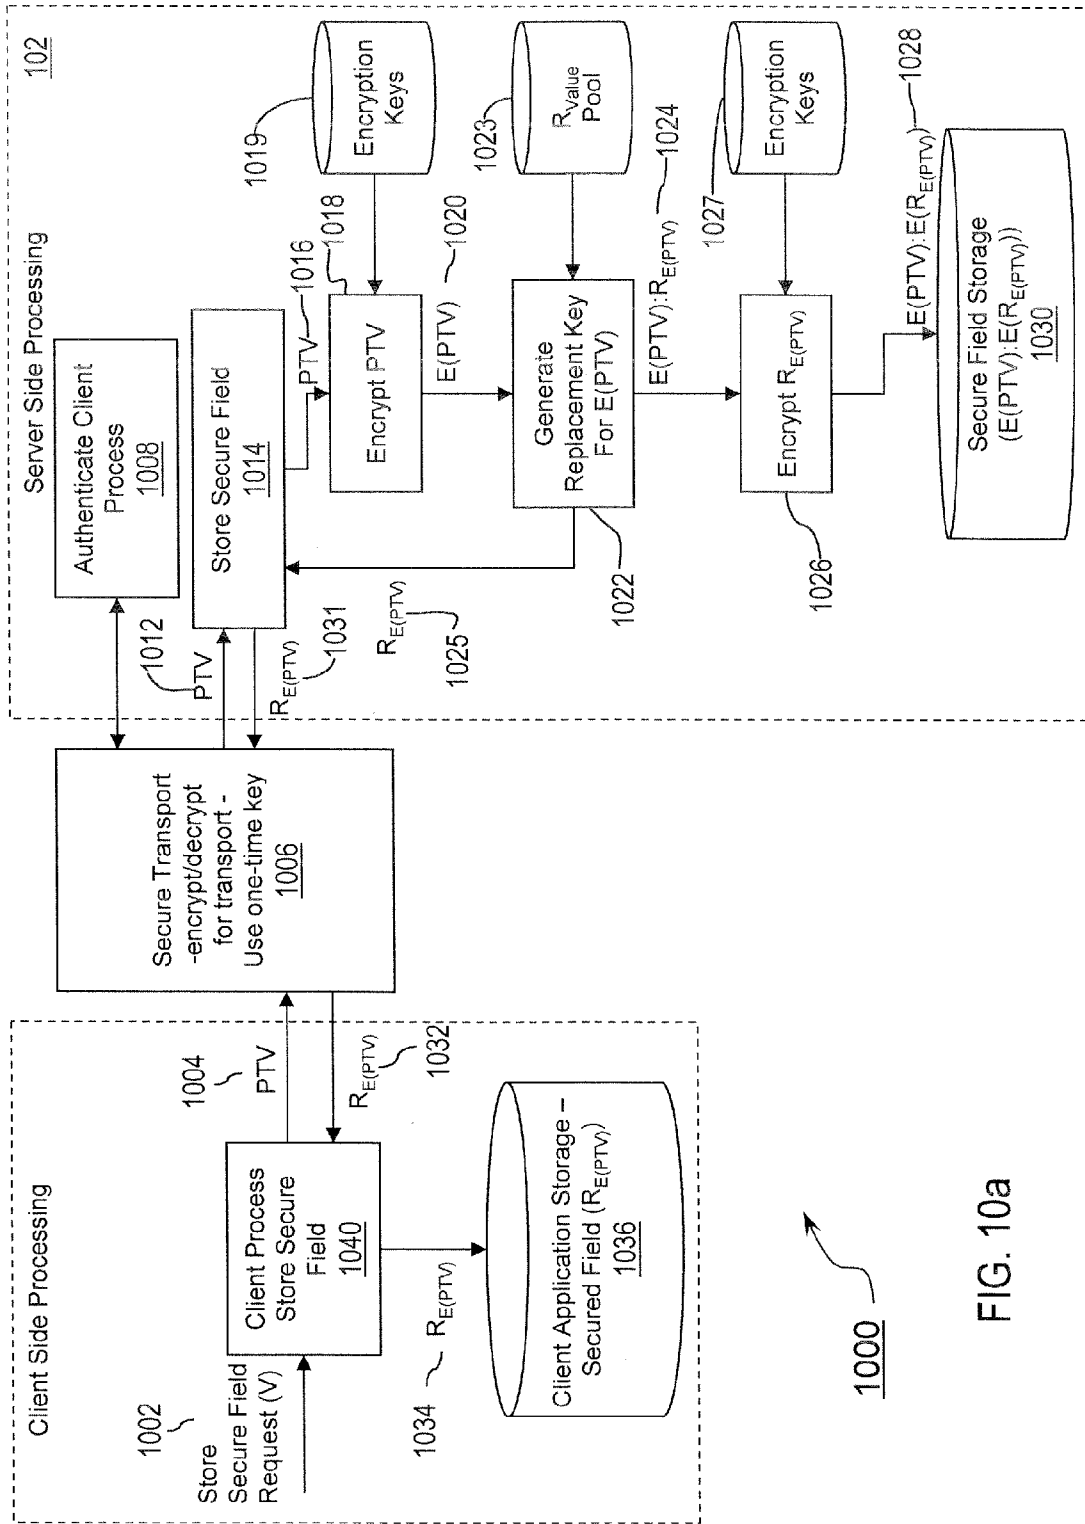 Client Side Processing
1002
Store
Secure Field
Request (V)
Client Process
Store Secure
Field
1040
1004
PTV
R_E(PTV)
1032
1034
R_E(PTV)
Client Application Storage –
Secured Field (R_E(PTV))
1036
Secure Transport
-encrypt/decrypt
for transport -
Use one-time key
1006
Server Side Processing
102
Authenticate Client
Process
1008
1012
PTV
R_E(PTV)
1031
Store Secure Field
1014
PTV
1016
1018
Encrypt PTV
1019
Encryption
Keys
E(PTV)
1020
R_E(PTV)
1025
Generate
Replacement Key
For E(PTV)
1022
1023
R_Value
Pool
E(PTV):R_E(PTV)
1024
Encrypt R_E(PTV)
1026
1027
Encryption
Keys
E(PTV):E(R_E(PTV))
1028
Secure Field Storage
(E(PTV):E(R_E(PTV)))
1030
1000
FIG. 10a